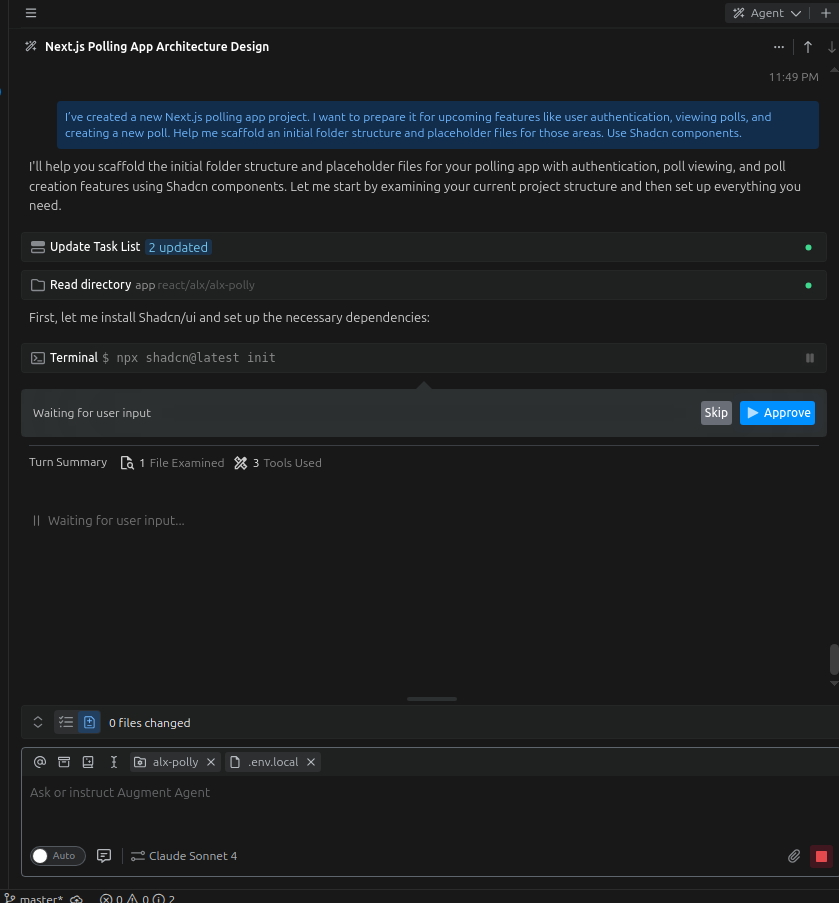 Agent
Next.js Polling App Architecture Design
11:49 PM
I've created a new Next.js polling app project. I want to prepare it for upcoming features like user authentication, viewing polls, and
creating a new poll. Help me scaffold an initial folder structure and placeholder files for those areas. Use Shadcn components.
I'll help you scaffold the initial folder structure and placeholder files for your polling app with authentication, poll viewing, and poll
creation features using Shadcn components. Let me start by examining your current project structure and then set up everything you
need.
Update Task List 2 updated
Read directory app react/alx/alx-polly
First, let me install Shadcn/ui and set up the necessary dependencies:
Terminal $ npx shadcn@latest init
Waiting for user input Skip Approve
Turn Summary 1 File Examined 3 Tools Used
Waiting for user input...
0 files changed
alx-polly .env.local
Ask or instruct Augment Agent
Auto Claude Sonnet 4
master* 0 0 2